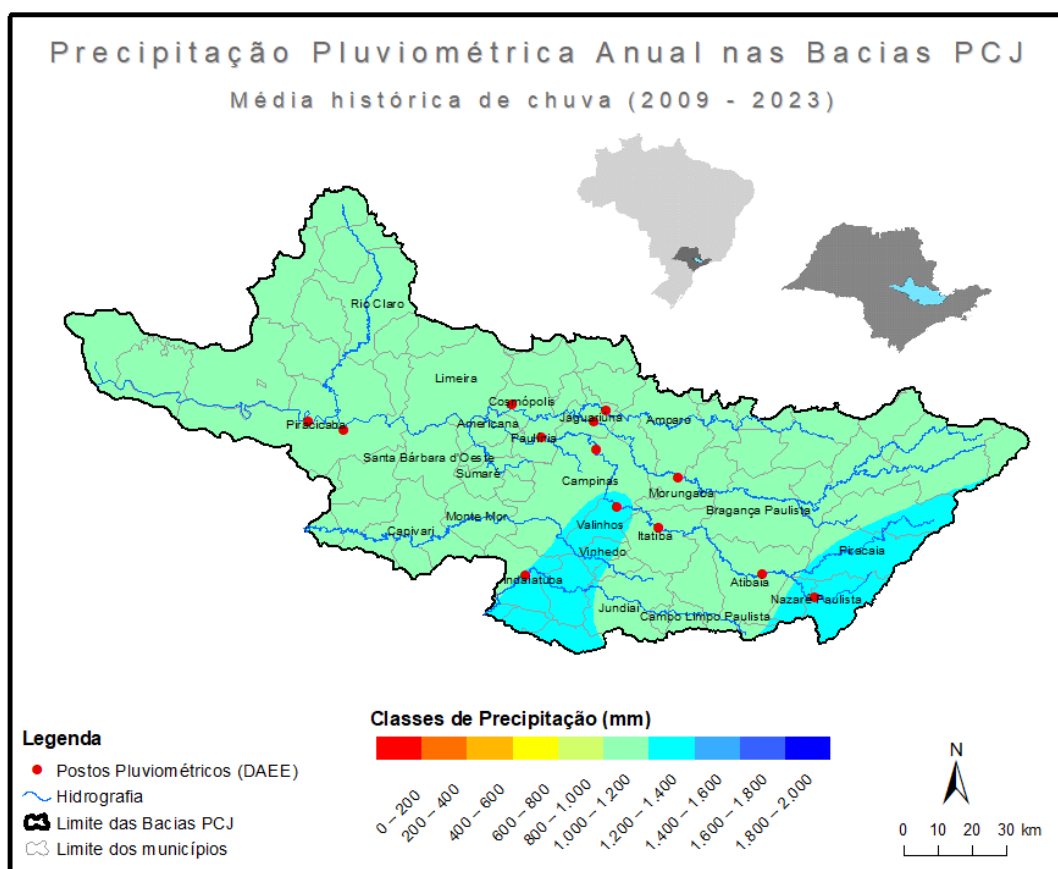 Precipitação Pluviométrica Anual nas Bacias PCJ
Média histórica de chuva (2009 - 2023)
Rio Claro
Limeira
Cosmópolis
Piracicaba
Americana
Jaguariúna
Amparo
Paulínia
Santa Bárbara d'Oeste
Sumaré
Campinas
Morungaba
Bragança Paulista
Monte Mor
Valinhos
Capivari
Itatiba
Vinhedo
Piracaia
Indaiatuba
Atibaia
Nazaré Paulista
Jundiaí
Campo Limpo Paulista
Classes de Precipitação (mm)
0 – 200
200 – 400
400 – 600
600 – 800
800 – 1.000
1.000 – 1.200
1.200 – 1.400
1.400 – 1.600
1.600 – 1.800
1.800 – 2.000
Legenda
Postos Pluviométricos (DAEE)
Hidrografia
Limite das Bacias PCJ
Limite dos municípios
N
0 10 20 30 km